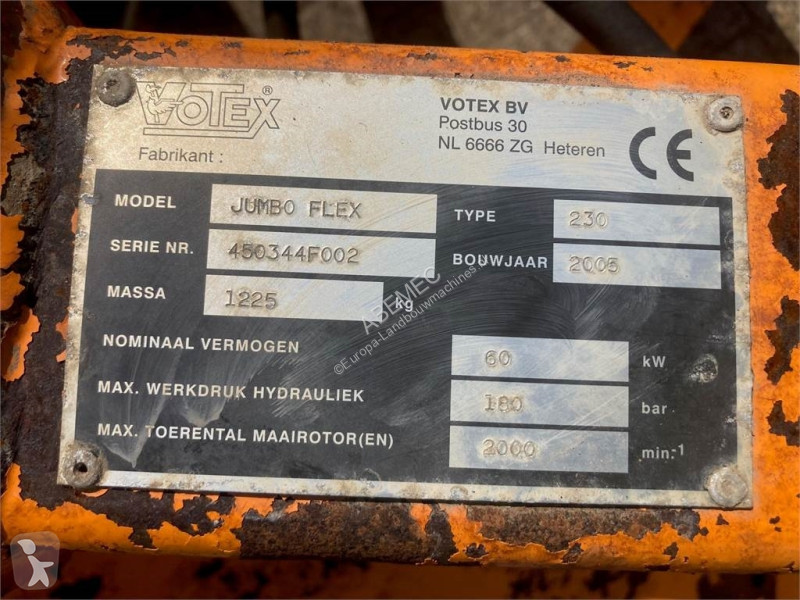 VOTEX®
VOTEX BV
Postbus 30
NL 6666 ZG Heteren
CE
Fabrikant :
MODEL JUMBO FLEX TYPE 230
SERIE NR. 450344F002 BOUWJAAR 2005
MASSA 1225 kg
NOMINAAL VERMOGEN 60 kW
MAX. WERKDRUK HYDRAULIEK 180 bar
MAX. TOERENTAL MAAIROTOR(EN) 2000 min.-1
ASEMEC
©Europa-Landbouwmachines.